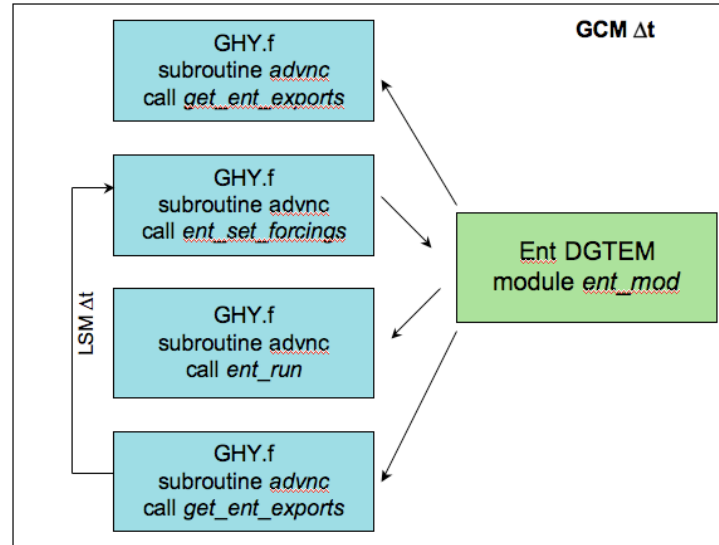 GCM Δt
GHY.f
subroutine advnc
call get_ent_exports
GHY.f
subroutine advnc
call ent_set_forcings
Ent DGTEM
module ent_mod
LSM Δt
GHY.f
subroutine advnc
call ent_run
GHY.f
subroutine advnc
call get_ent_exports